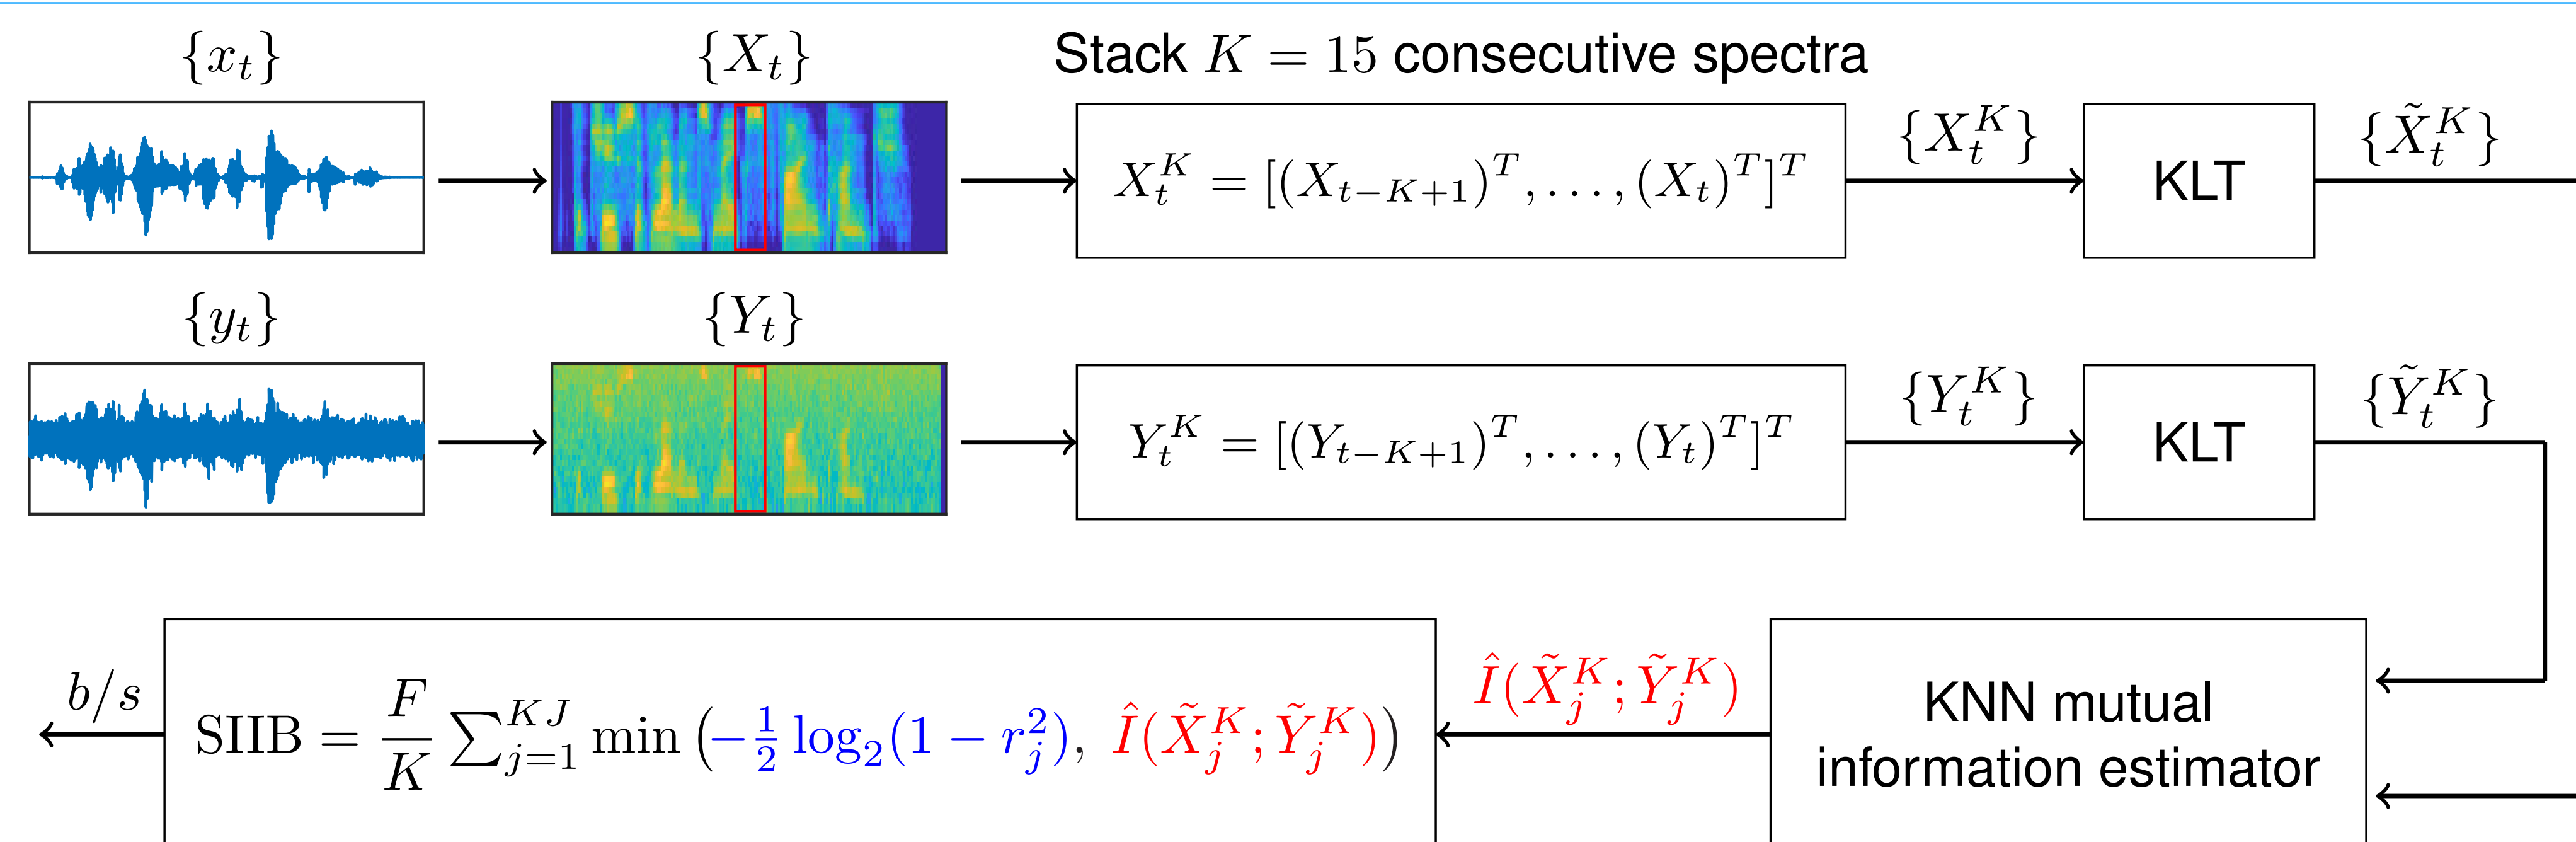 {x_t} {X_t} Stack K = 15 consecutive spectra
X_t^K = [(X_{t−K+1})^T, . . . , (X_t)^T]^T {X_t^K} KLT {X̃_t^K}
{y_t} {Y_t}
Y_t^K = [(Y_{t−K+1})^T, . . . , (Y_t)^T]^T {Y_t^K} KLT {Ỹ_t^K}
b/s SIIB = F/K ∑_{j=1}^{KJ} min (−1/2 log_2(1 − r_j^2), Î(X̃_j^K; Ỹ_j^K)) Î(X̃_j^K; Ỹ_j^K)
KNN mutual
information estimator